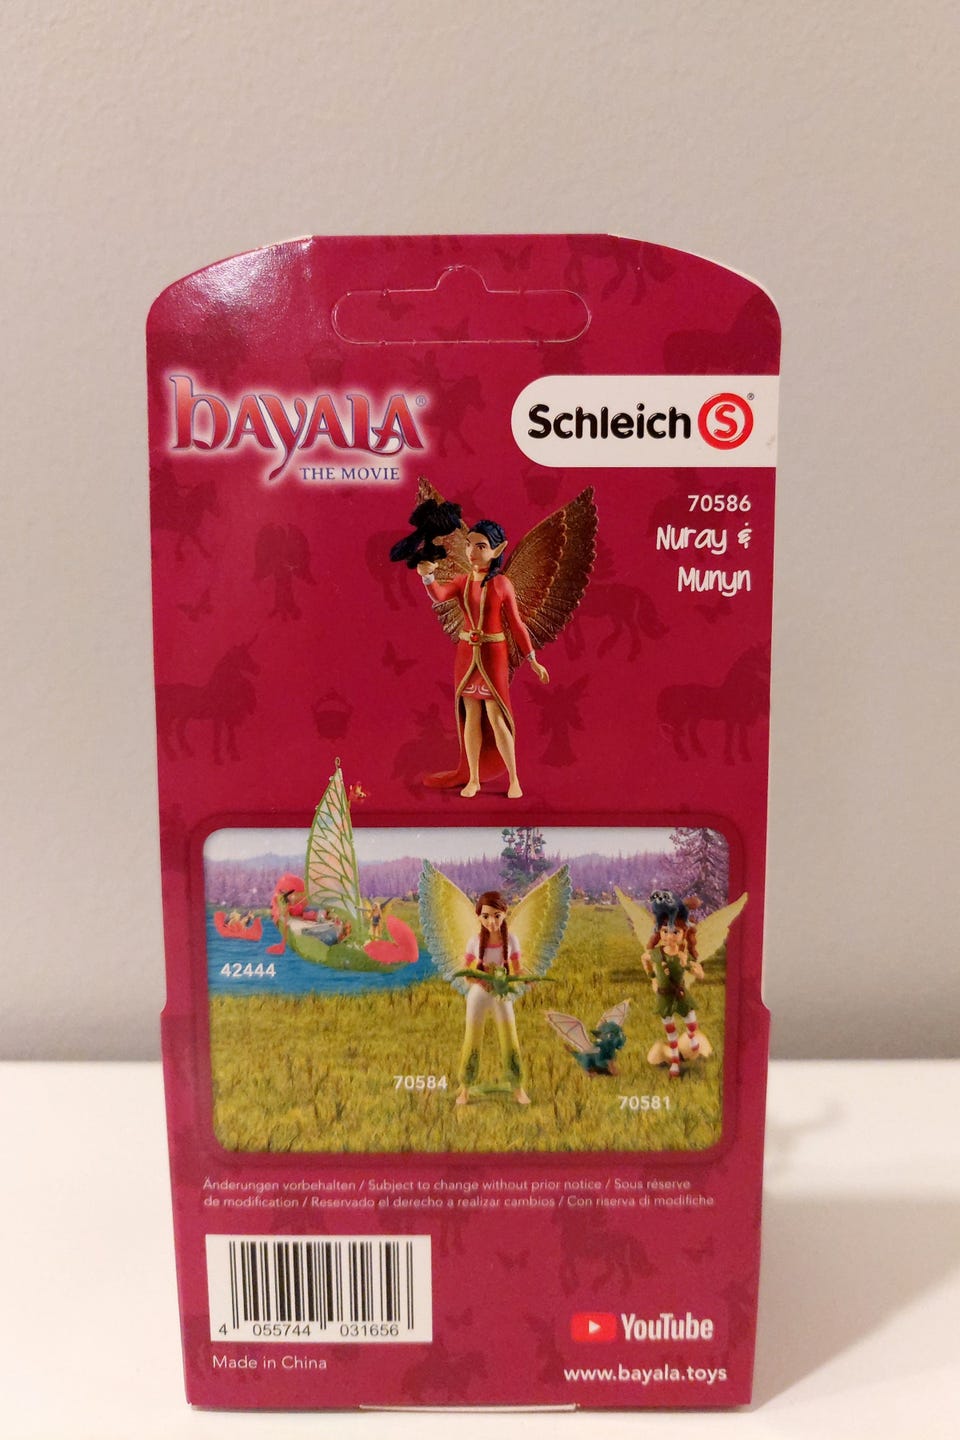 bayala®
THE MOVIE
Schleich S®
70586
Nuray &
Munyn
42444
70584
70581
Änderungen vorbehalten / Subject to change without prior notice / Sous réserve
de modification / Reservado el derecho a realizar cambios / Con riserva di modifiche
4 055744 031656
Made in China
YouTube
www.bayala.toys